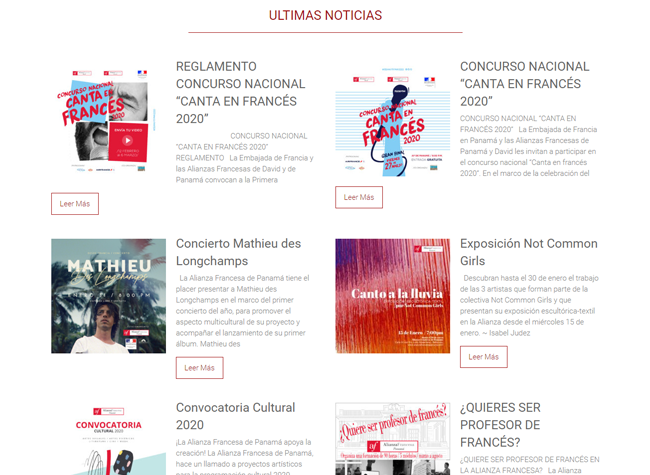 ULTIMAS NOTICIAS
CONCURSO NACIONAL
CANTA EN
FRANCÉS
2020
ENVÍA TU VIDEO
REGLAMENTO
CONCURSO NACIONAL
“CANTA EN FRANCÉS
2020”
CONCURSO NACIONAL
“CANTA EN FRANCÉS 2020”
REGLAMENTO La Embajada de Francia y
las Alianzas Francesas de David y de
Panamá convocan a la Primera
Leer Más
CONCURSO NACIONAL
CANTA EN
FRANCÉS
2020
GRAN FINAL
CONCURSO NACIONAL
“CANTA EN FRANCÉS
2020”
CONCURSO NACIONAL “CANTA EN
FRANCÉS 2020” La Embajada de Francia
en Panamá y las Alianzas Francesas de
Panamá y David les invitan a participar en
el concurso nacional “Canta en francés
2020”. En el marco de la celebración del
Leer Más
MATHIEU
des Longchamps
Concierto Mathieu des
Longchamps
La Alianza Francesa de Panamá tiene el
placer presentar a Mathieu des
Longchamps en el marco del primer
concierto del año, para promover el
aspecto multicultural de su proyecto y
acompañar el lanzamiento de su primer
álbum. Mathieu des
Leer Más
Canto a la lluvia
por Not Common Girls
15 de Enero - 7:00pm
Exposición Not Common
Girls
Descubran hasta el 30 de enero el trabajo
de las 3 artistas que forman parte de la
colectiva Not Common Girls y que
presentan su exposición escultórica-textil
en la Alianza desde el miércoles 15 de
enero. ~ Isabel Judez
Leer Más
af
CONVOCATORIA
CULTURAL 2020
Convocatoria Cultural
2020
¡La Alianza Francesa de Panamá apoya la
creación! La Alianza Francesa de Panamá,
hace un llamado a proyectos artísticos
¿Quiere ser profesor de francés?
af AllianceFrancaise
¿QUIERES SER
PROFESOR DE
FRANCÉS?
¿QUIERE SER PROFESOR DE FRANCÉS EN
LA ALIANZA FRANCESA? La Alianza